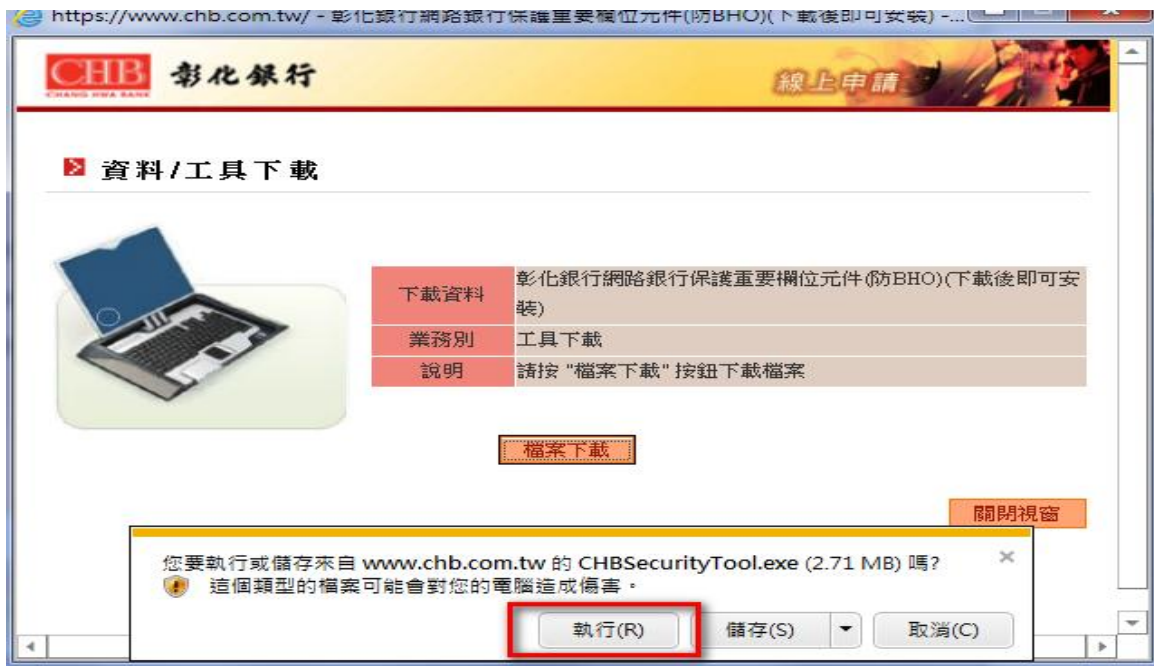 https://www.chb.com.tw/ - 彰化銀行網路銀行保護重要欄位元件(防BHO)(下載後即可安裝) -...
CHB 彰化銀行
CHANG HWA BANK
線上申請
資料/工具下載
下載資料 彰化銀行網路銀行保護重要欄位元件(防BHO)(下載後即可安
裝)
業務別 工具下載
說明 請按 "檔案下載" 按鈕下載檔案
檔案下載
關閉視窗
您要執行或儲存來自 www.chb.com.tw 的 CHBSecurityTool.exe (2.71 MB) 嗎?
這個類型的檔案可能會對您的電腦造成傷害。
執行(R) 儲存(S) 取消(C)